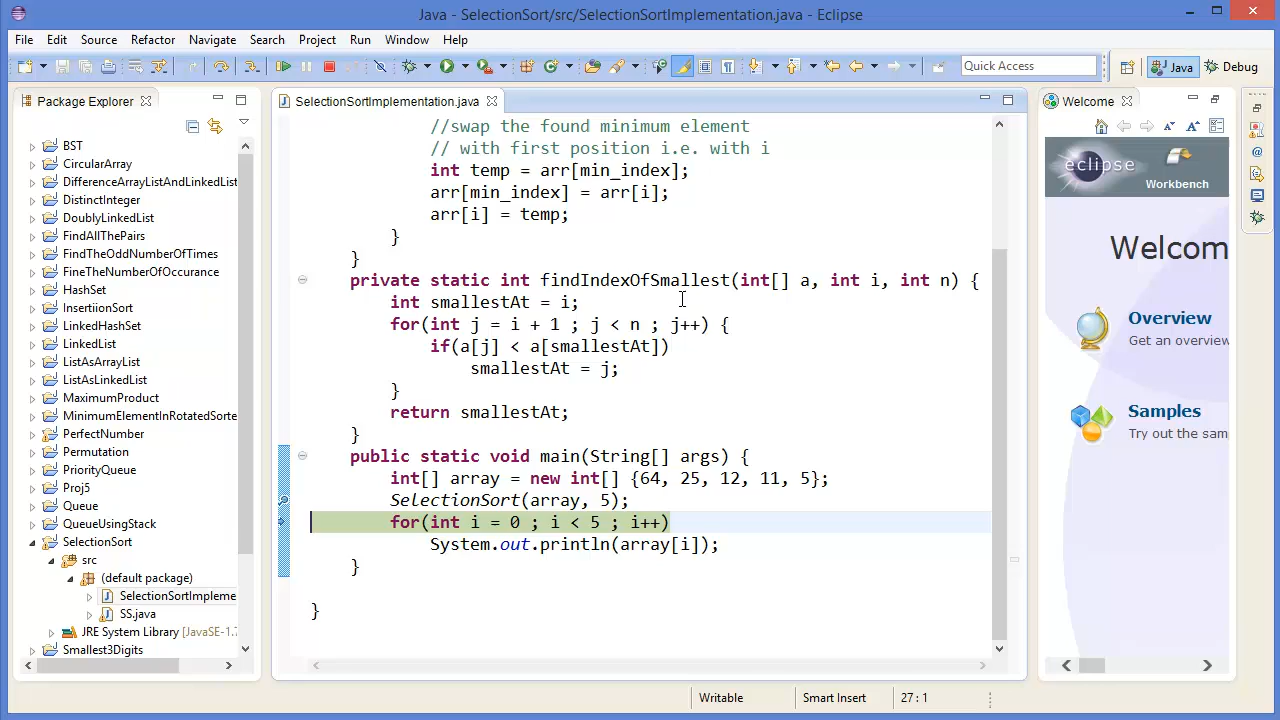 Java - SelectionSort/src/SelectionSortImplementation.java - Eclipse
File Edit Source Refactor Navigate Search Project Run Window Help
Quick Access
Java
Debug
Package Explorer
BST
CircularArray
DifferenceArrayListAndLinkedList
DistinctInteger
DoublyLinkedList
FindAllThePairs
FindTheOddNumberOfTimes
FineTheNumberOfOccurance
HashSet
InsertiionSort
LinkedHashSet
LinkedList
ListAsArrayList
ListAsLinkedList
MaximumProduct
MinimumElementInRotatedSorte
PerfectNumber
Permutation
PriorityQueue
Proj5
Queue
QueueUsingStack
SelectionSort
src
(default package)
SelectionSortImpleme
SS.java
JRE System Library [JavaSE-1.7
Smallest3Digits
SelectionSortImplementation.java
//swap the found minimum element
// with first position i.e. with i
int temp = arr[min_index];
arr[min_index] = arr[i];
arr[i] = temp;
}
}
private static int findIndexOfSmallest(int[] a, int i, int n) {
int smallestAt = i;
for(int j = i + 1 ; j < n ; j++) {
if(a[j] < a[smallestAt])
smallestAt = j;
}
return smallestAt;
}
public static void main(String[] args) {
int[] array = new int[] {64, 25, 12, 11, 5};
SelectionSort(array, 5);
for(int i = 0 ; i < 5 ; i++)
System.out.println(array[i]);
}
}
Welcome
eclipse
Workbench
Welcom
Overview
Get an overview
Samples
Try out the sam
Writable
Smart Insert
27 : 1